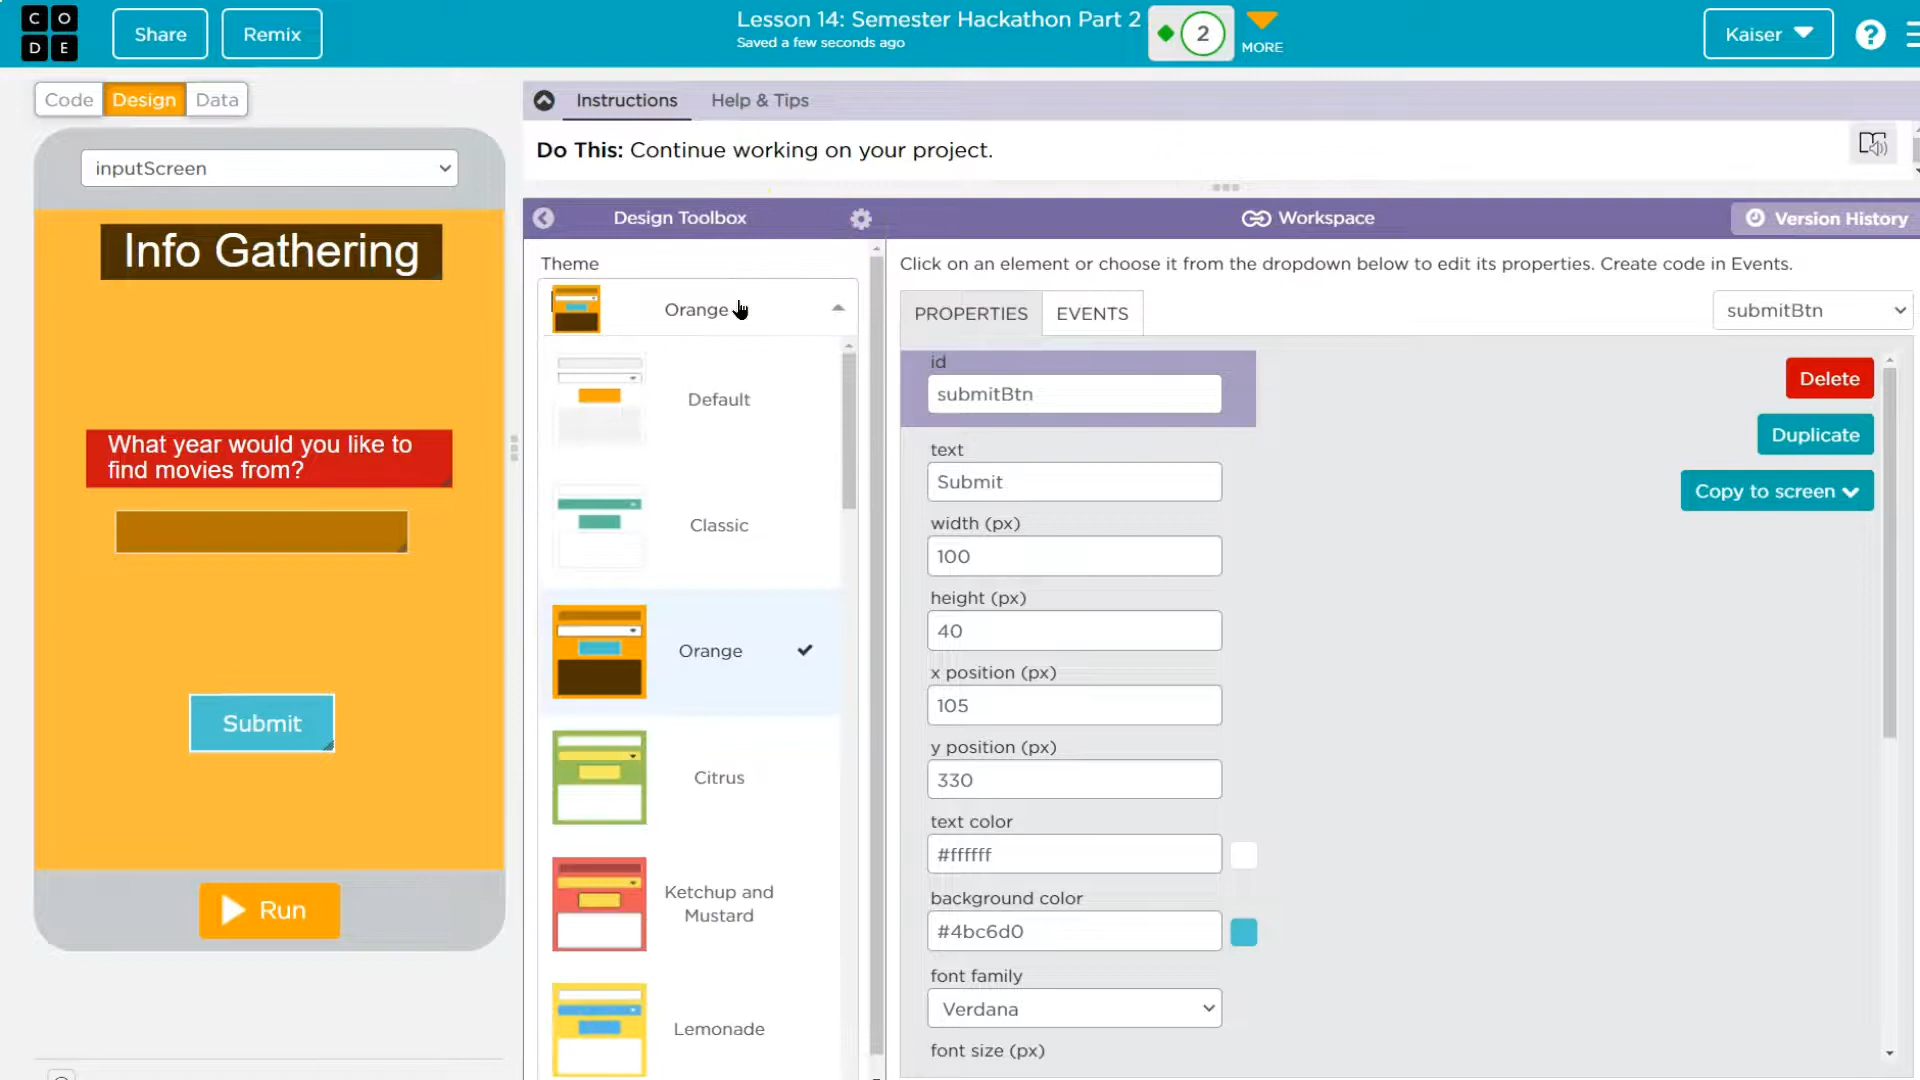 CODE
Share
Remix
Lesson 14: Semester Hackathon Part 2
Saved a few seconds ago
2
MORE
Kaiser
?
Code
Design
Data
Instructions
Help & Tips
Do This: Continue working on your project.
inputScreen
Info Gathering
What year would you like to
find movies from?
Submit
Run
Design Toolbox
Workspace
Version History
Theme
Orange
Default
Classic
Orange
Citrus
Ketchup and
Mustard
Lemonade
Click on an element or choose it from the dropdown below to edit its properties. Create code in Events.
PROPERTIES
EVENTS
submitBtn
id
submitBtn
Delete
Duplicate
Copy to screen
text
Submit
width (px)
100
height (px)
40
x position (px)
105
y position (px)
330
text color
#ffffff
background color
#4bc6d0
font family
Verdana
font size (px)